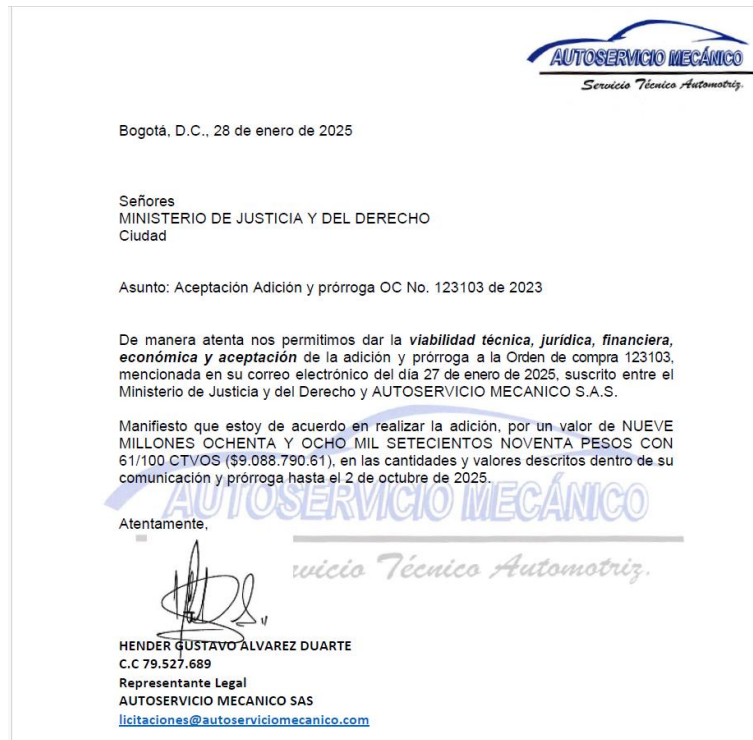 AUTOSERVICIO MECÁNICO
Servicio Técnico Automotriz.
Bogotá, D.C., 28 de enero de 2025
Señores
MINISTERIO DE JUSTICIA Y DEL DERECHO
Ciudad
Asunto: Aceptación Adición y prórroga OC No. 123103 de 2023
De manera atenta nos permitimos dar la viabilidad técnica, jurídica, financiera,
económica y aceptación de la adición y prórroga a la Orden de compra 123103,
mencionada en su correo electrónico del día 27 de enero de 2025, suscrito entre el
Ministerio de Justicia y del Derecho y AUTOSERVICIO MECANICO S.A.S.
Manifiesto que estoy de acuerdo en realizar la adición, por un valor de NUEVE
MILLONES OCHENTA Y OCHO MIL SETECIENTOS NOVENTA PESOS CON
61/100 CTVOS ($9.088.790.61), en las cantidades y valores descritos dentro de su
comunicación y prórroga hasta el 2 de octubre de 2025.
AUTOSERVICIO MECÁNICO
Atentamente,
Técnico Automotriz.
HENDER GUSTAVO ALVAREZ DUARTE
C.C 79.527.689
Representante Legal
AUTOSERVICIO MECANICO SAS
licitaciones@autoserviciomecanico.com